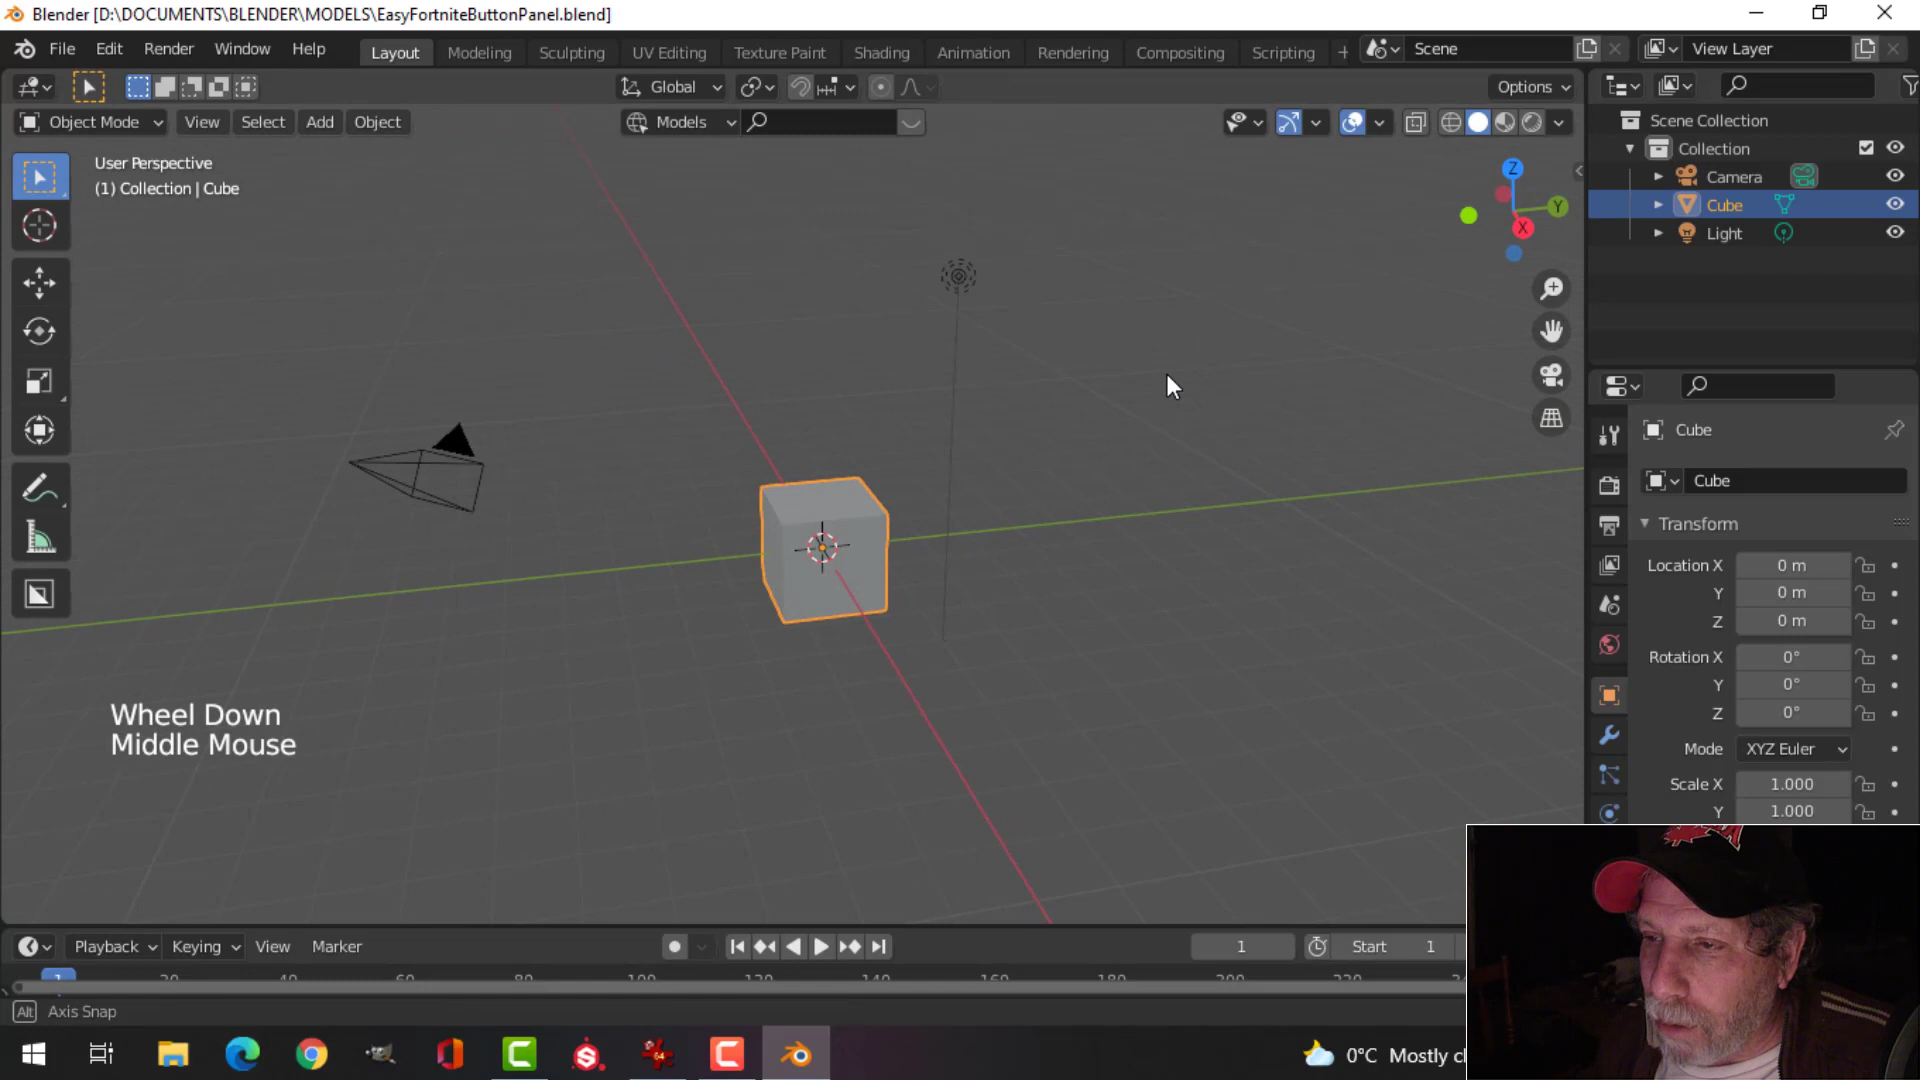 Blender [D:\DOCUMENTS\BLENDER\MODELS\EasyFortniteButtonPanel.blend]
File Edit Render Window Help Layout Modeling Sculpting UV Editing Texture Paint Shading Animation Rendering Compositing Scripting + Scene View Layer
Global Options
Object Mode View Select Add Object Models
User Perspective
(1) Collection | Cube
Z
Y
X
Scene Collection
Collection
Camera
Cube
Light
Cube
Cube
Transform
Location X 0 m
Y 0 m
Z 0 m
Rotation X 0°
Y 0°
Z 0°
Mode XYZ Euler
Scale X 1.000
Y 1.000
Wheel Down
Middle Mouse
Playback Keying View Marker 1 Start 1
1 20 40 60 80 100 120 140 160 180 200 220
Alt Axis Snap
0°C Mostly